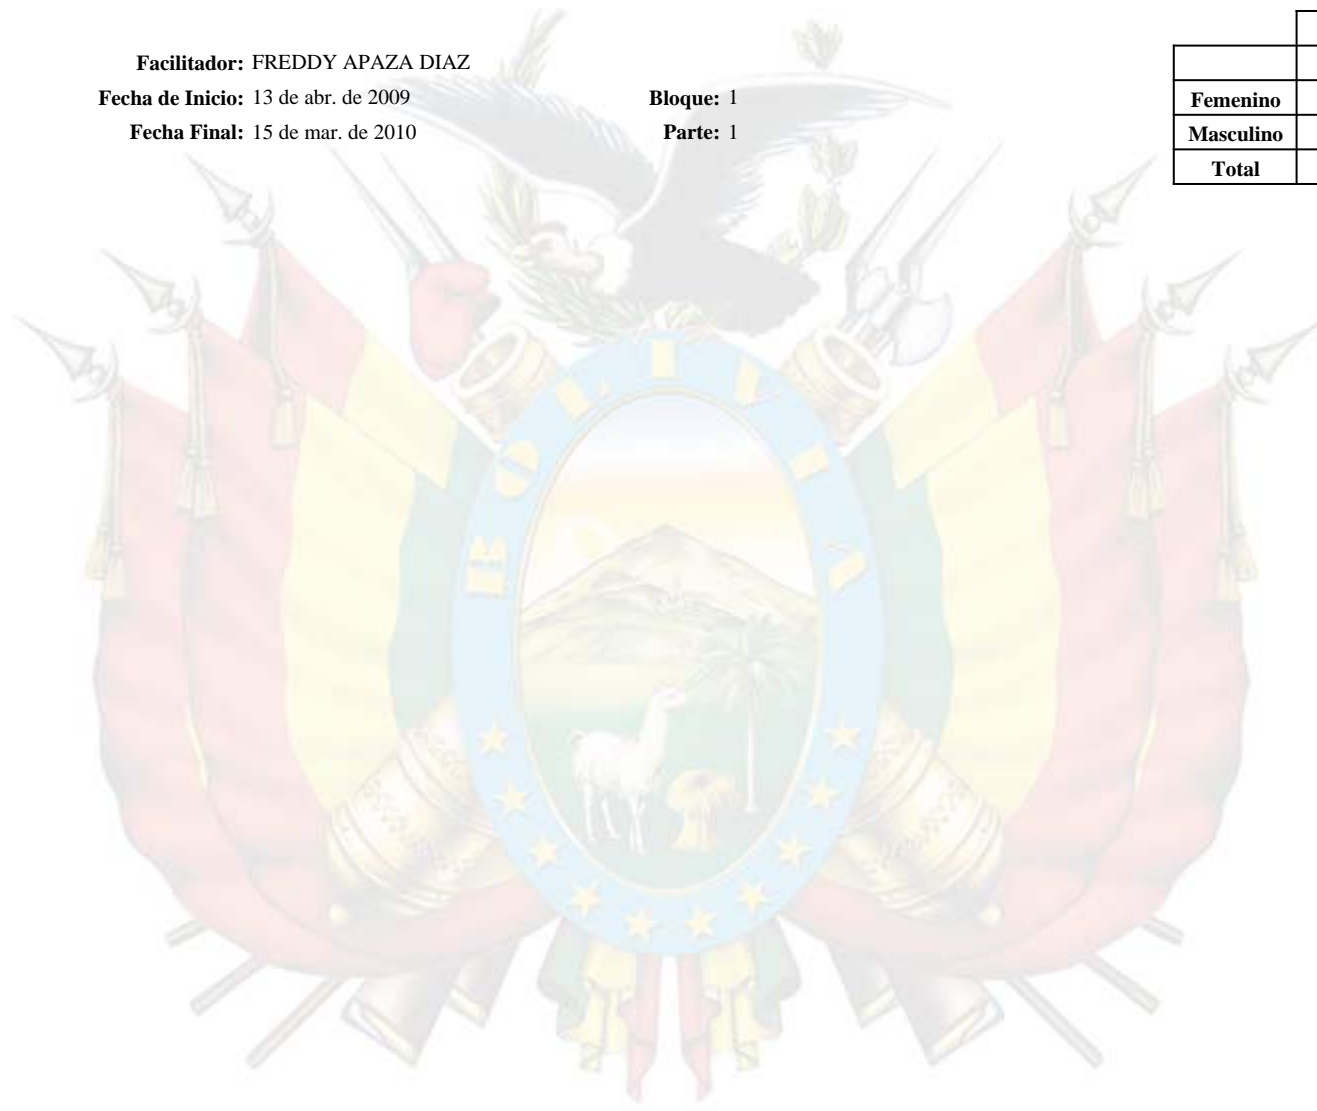 Facilitador: FREDDY APAZA DIAZ
Fecha de Inicio: 13 de abr. de 2009 Bloque: 1
Fecha Final: 15 de mar. de 2010 Parte: 1
Femenino
Masculino
Total
BOLIVIA